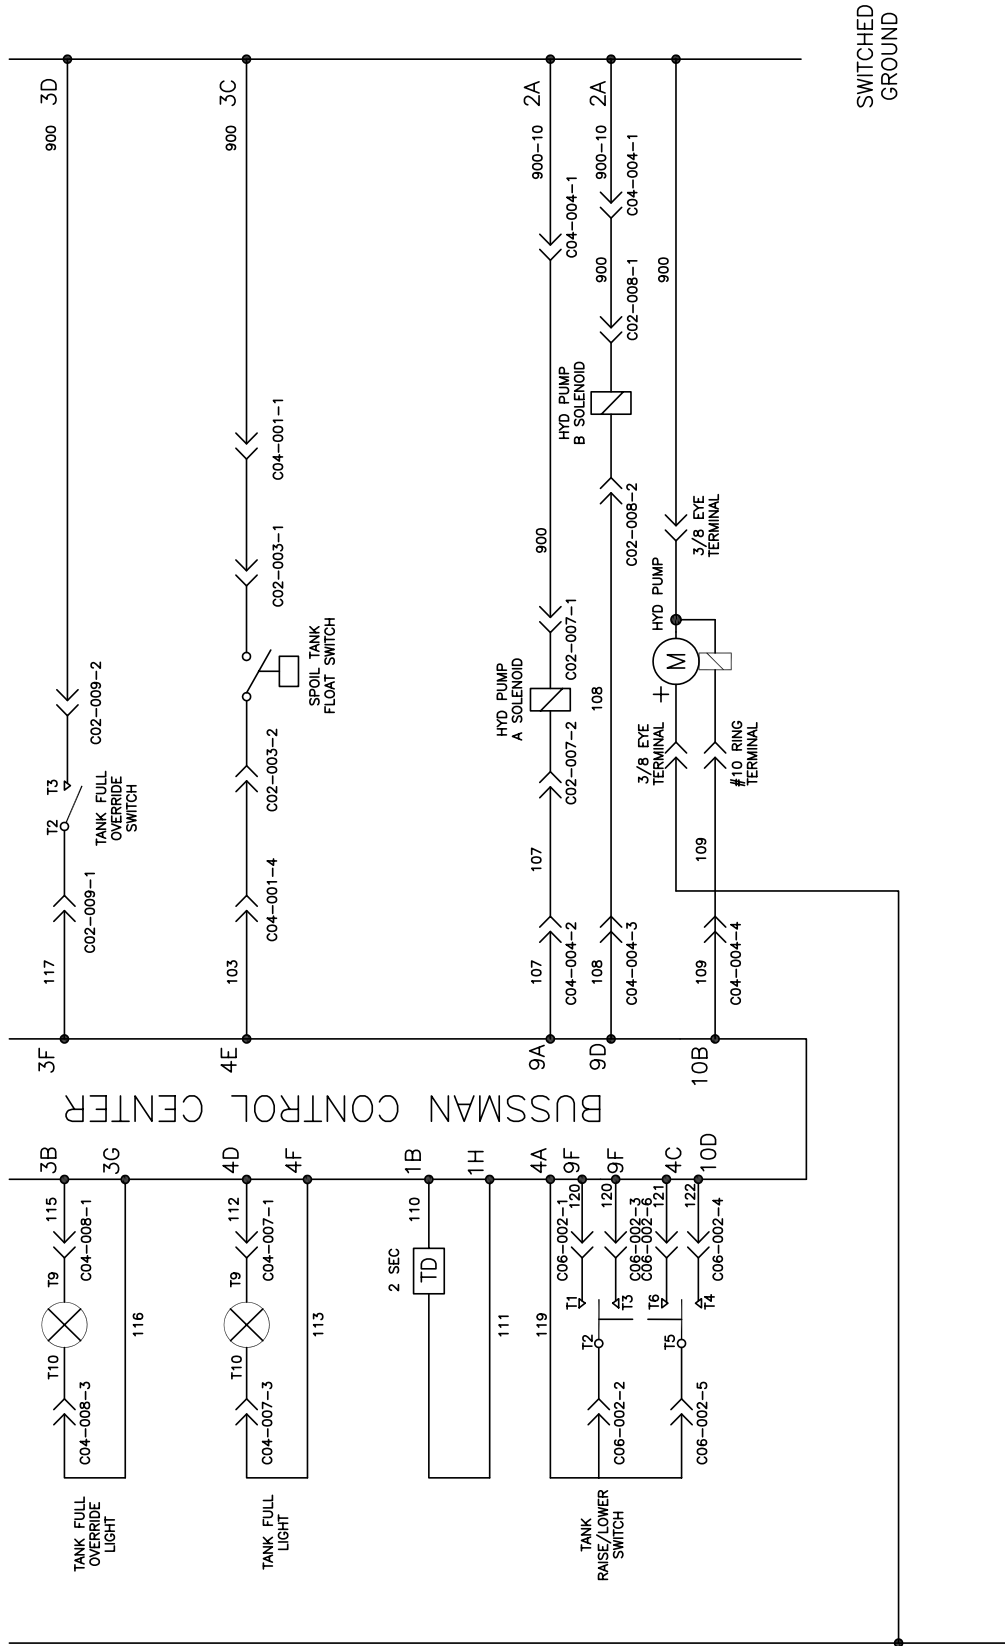 SWITCHED
GROUND
3D
900
C02-009-2
T3
T2
TANK FULL
OVERRIDE
SWITCH
C02-009-1
117
3F
3C
900
C04-001-1
C02-003-1
SPOIL TANK
FLOAT SWITCH
C02-003-2
C04-001-4
103
4E
2A
900-10
C04-004-1
900
C02-007-1
HYD PUMP
A SOLENOID
C02-007-2
107
C04-004-2
107
9A
2A
900-10
C04-004-1
900
C02-008-1
HYD PUMP
B SOLENOID
C02-008-2
108
C04-004-3
108
9D
900
3/8 EYE
TERMINAL
HYD PUMP
M
+
3/8 EYE
TERMINAL
#10 RING
TERMINAL
109
C04-004-4
109
10B
BUSSMAN CONTROL CENTER
3B
115
C04-008-1
T9
T10
C04-008-3
3G
116
TANK FULL
OVERRIDE
LIGHT
4D
112
C04-007-1
T9
T10
C04-007-3
4F
113
TANK FULL
LIGHT
1B
110
2 SEC
TD
1H
111
4A
119
9F
120
C06-002-1
T1
9F
120
C06-002-3
T3
T2
C06-002-2
4C
121
C06-002-6
T6
10D
122
C06-002-4
T4
T5
C06-002-5
TANK
RAISE/LOWER
SWITCH